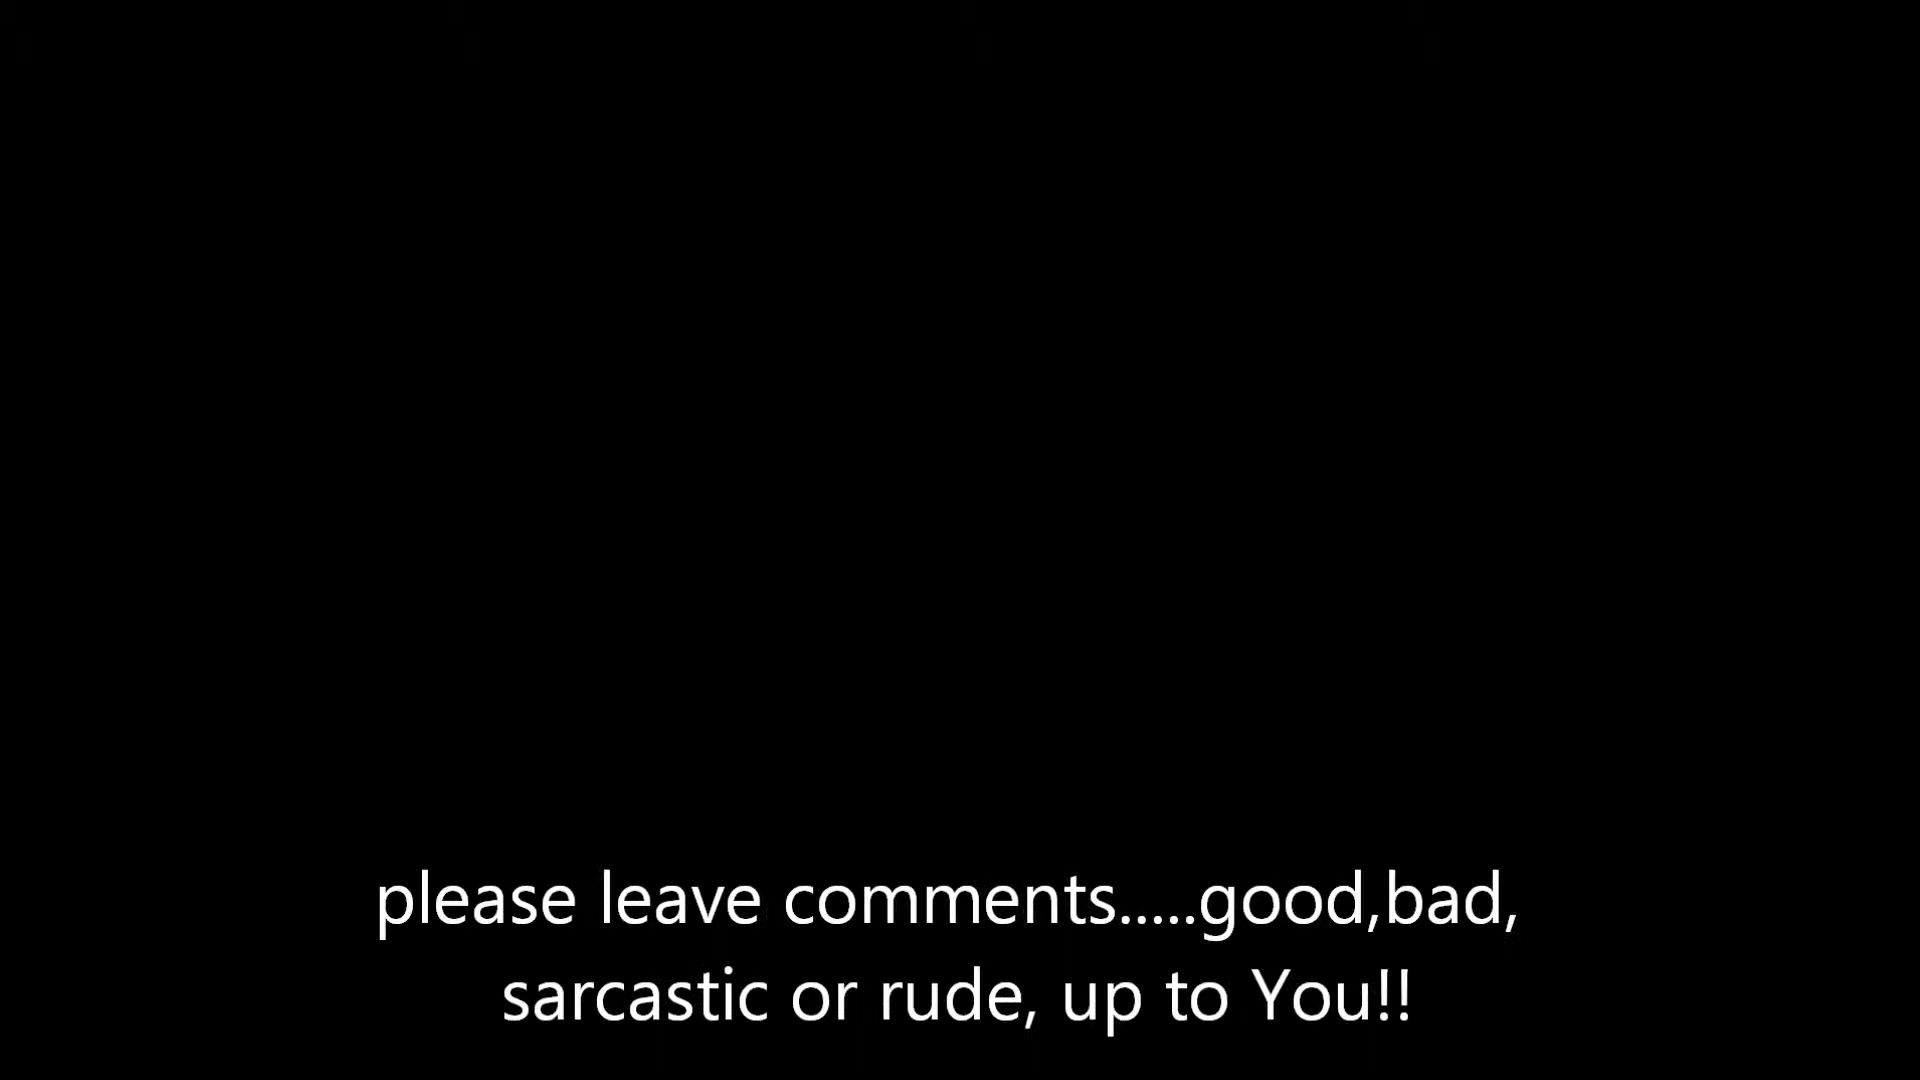 please leave comments.....good,bad,
sarcastic or rude, up to You!!